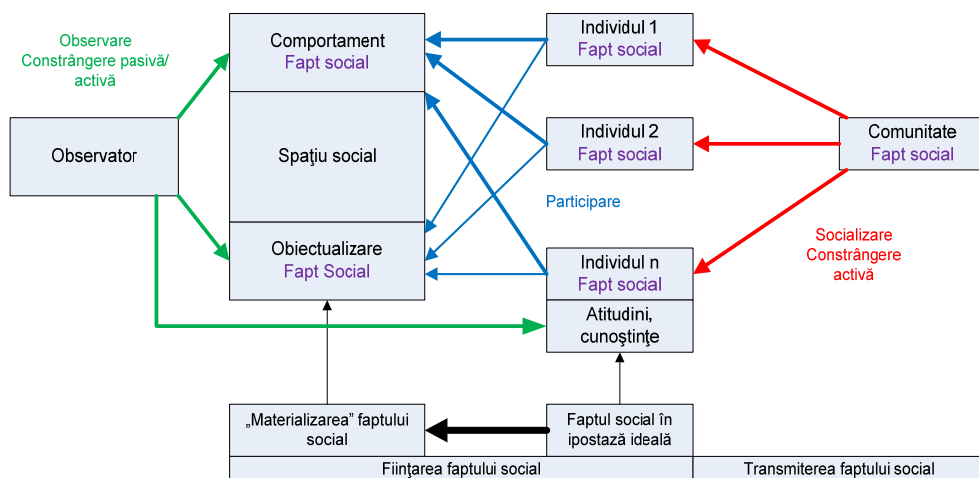 Observare
Constrângere pasivă/
activă
Comportament
Fapt social
Individul 1
Fapt social
Observator
Spaţiu social
Individul 2
Fapt social
Comunitate
Fapt social
Participare
Socializare
Constrângere
activă
Obiectualizare
Fapt Social
Individul n
Fapt social
Atitudini,
cunoştinţe
„Materializarea” faptului
social
Faptul social în
ipostază ideală
Fiinţarea faptului social
Transmiterea faptului social